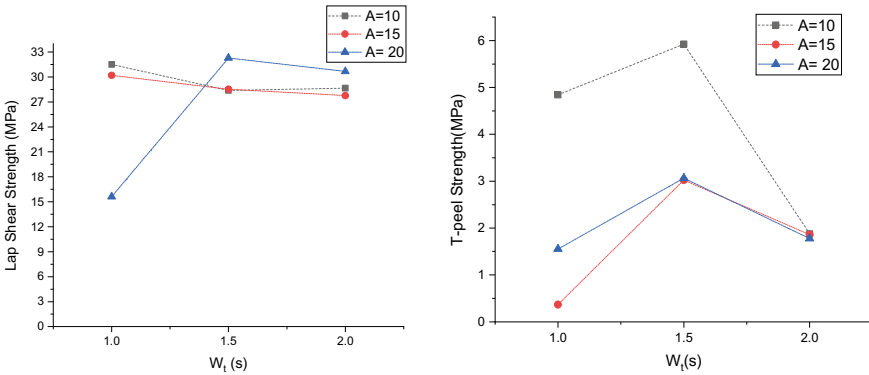 A=10
A=15
A= 20
33
30
27
24
21
18
15
12
9
6
3
0
Lap Shear Strength (MPa)
1.0 1.5 2.0
Wₜ (s)
A=10
A=15
A= 20
6
5
4
3
2
1
0
T-peel Strength(MPa)
1.0 1.5 2.0
Wₜ(s)